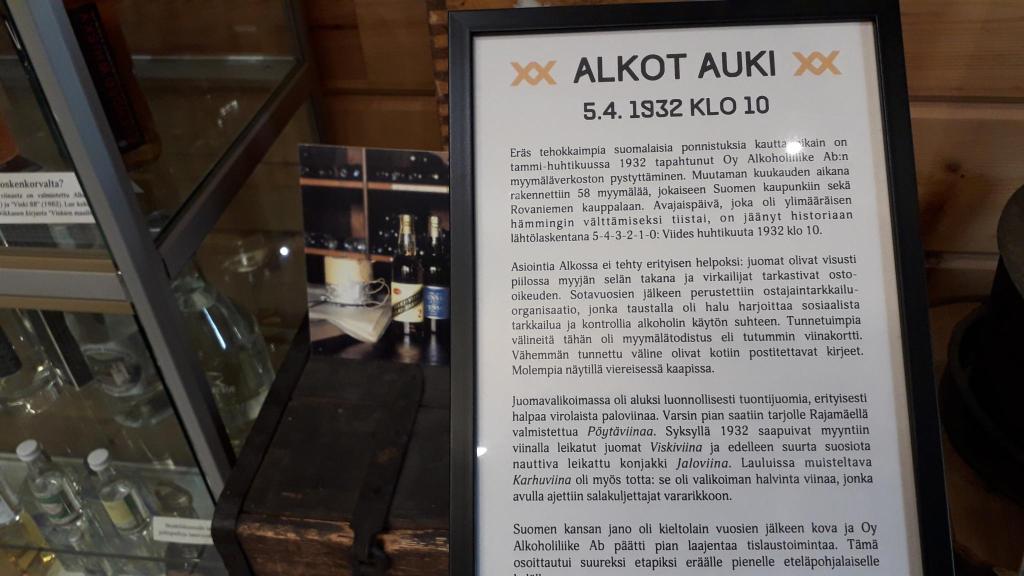 ALKOT AUKI
5.4. 1932 KLO 10
Eräs tehokkaimpia suomalaisia ponnistuksia kautta aikain on
tammi-huhtikuussa 1932 tapahtunut Oy Alkoholiliike Ab:n
myymäläverkoston pystyttäminen. Muutaman kuukauden aikana
rakennettiin 58 myymälää, jokaiseen Suomen kaupunkiin sekä
Rovaniemen kauppalaan. Avajaispäivä, joka oli ylimääräisen
hämmingin välttämiseksi tiistai, on jäänyt historiaan
lähtölaskentana 5-4-3-2-1-0: Viides huhtikuuta 1932 klo 10.
Asiointia Alkossa ei tehty erityisen helpoksi: juomat olivat visusti
piilossa myyjän selän takana ja virkailijat tarkastivat osto-
oikeuden. Sotavuosien jälkeen perustettiin ostajaintarkkailu-
organisaatio, jonka taustalla oli halu harjoittaa sosiaalista
tarkkailua ja kontrollia alkoholin käytön suhteen. Tunnetuimpia
välineitä tähän oli myymälätodistus eli tutummin viinakortti.
Vähemmän tunnettu väline olivat kotiin postitettavat kirjeet.
Molempia näytillä viereisessä kaapissa.
Juomavalikoimassa oli aluksi luonnollisesti tuontijuomia, erityisesti
halpaa virolaista paloviinaa. Varsin pian saatiin tarjolle Rajamäellä
valmistettua Pöytäviinaa. Syksyllä 1932 saapuivat myyntiin
viinalla leikatut juomat Viskiviina ja edelleen suurta suosiota
nauttiva leikattu konjakki Jaloviina. Lauluissa muisteltava
Karhuviina oli myös totta: se oli valikoiman halvinta viinaa, jonka
avulla ajettiin salakuljettajat vararikkoon.
Suomen kansan jano oli kieltolain vuosien jälkeen kova ja Oy
Alkoholiliike Ab päätti pian laajentaa tislaustoimintaa. Tämä
osoittautui suureksi etapiksi eräälle pienelle eteläpohjalaiselle
oskenkorvalta?